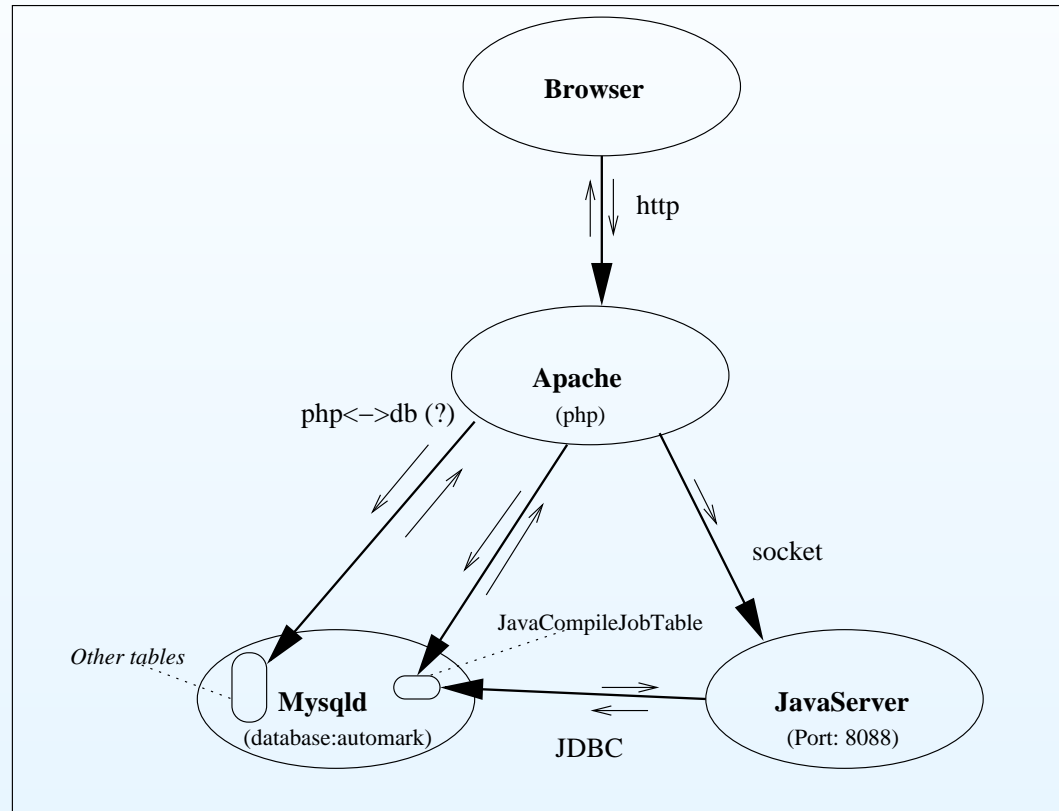 Browser
http
Apache
(php)
php<−>db (?)
socket
JavaCompileJobTable
Other tables
Mysqld
(database:automark)
JavaServer
(Port: 8088)
JDBC